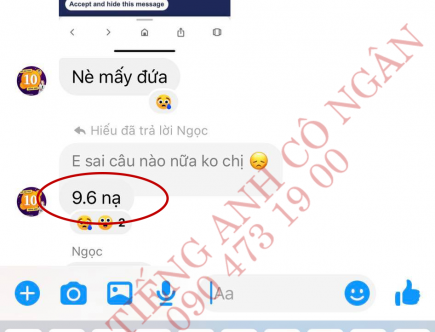 Accept and hide this message
Nè mấy đứa
Hiếu đã trả lời Ngọc
E sai câu nào nữa ko chị 😞
10
9.6 nạ
😢😮 2
Ngọc
Aa
TIẾNG ANH CÔ NGÂN
090 473 19 00